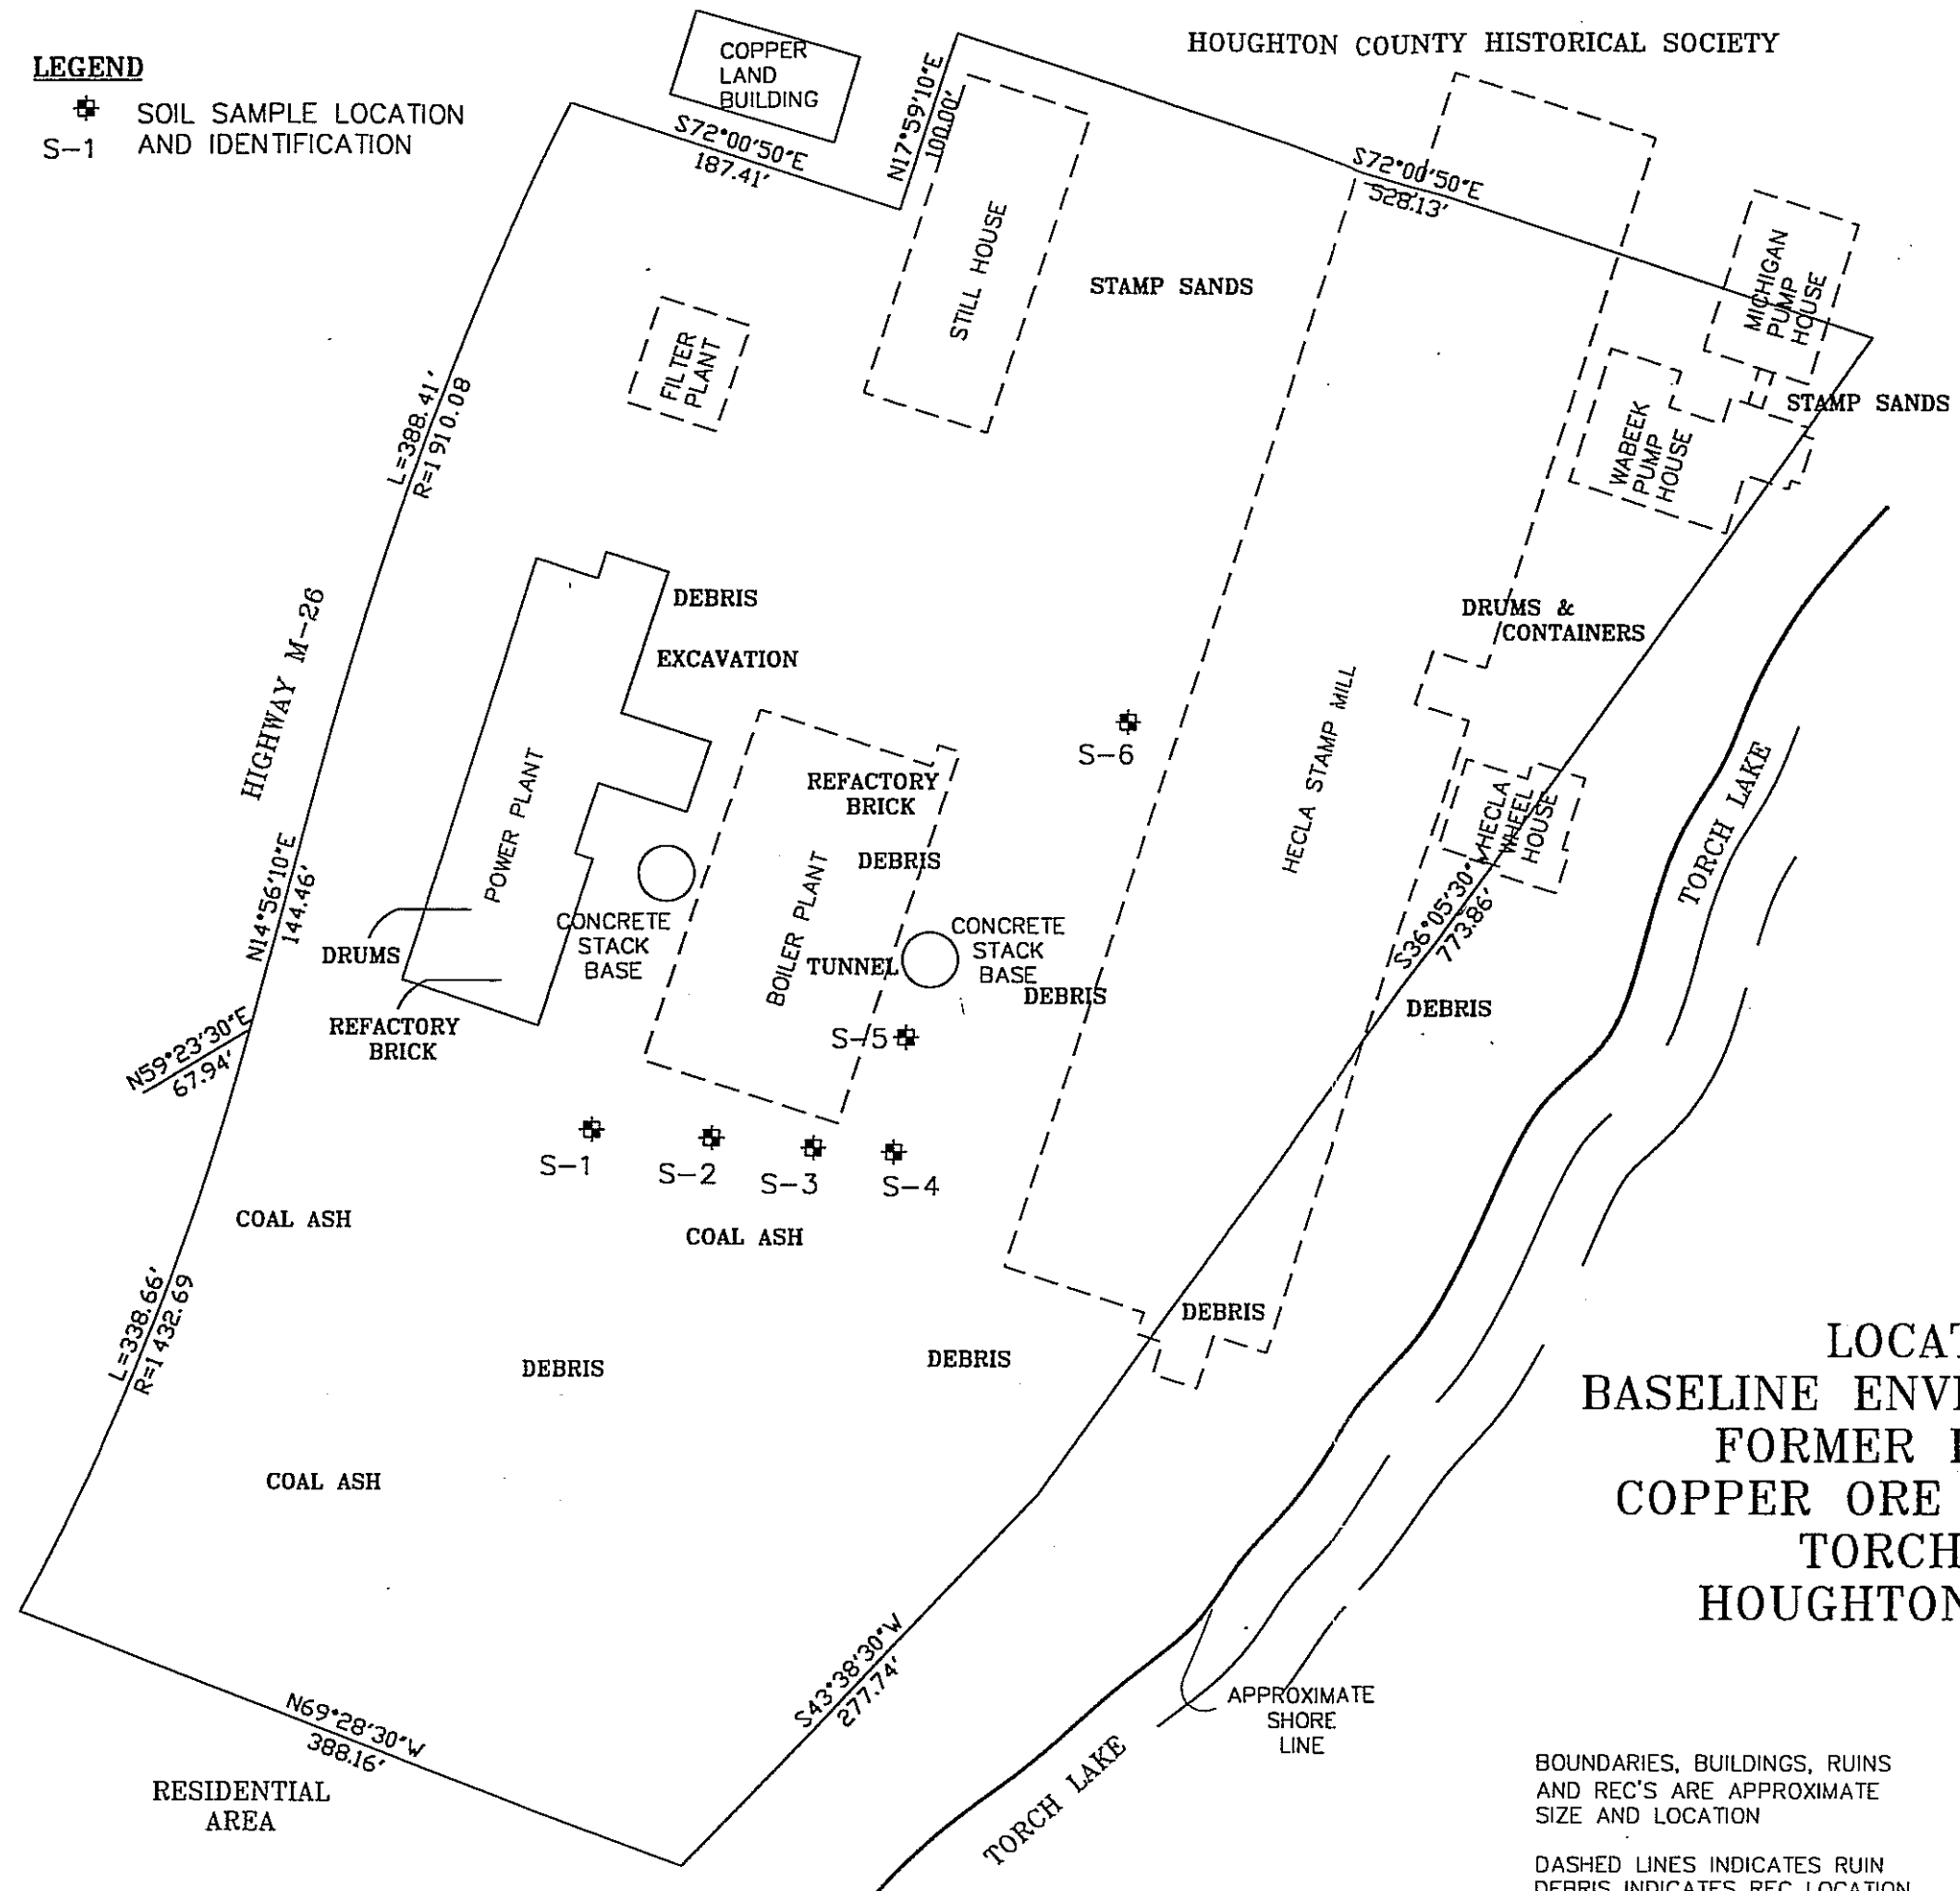 LEGEND
SOIL SAMPLE LOCATION
S-1 AND IDENTIFICATION
COPPER
LAND
BUILDING
HOUGHTON COUNTY HISTORICAL SOCIETY
S72°00'50"E
187.41'
N17°59'10"E
100.00'
S72°00'50"E
528.13'
STILL HOUSE
STAMP SANDS
MICHIGAN
PUMP
HOUSE
FILTER
PLANT
L=388.41'
R=1910.08
WABEEK
PUMP
HOUSE
STAMP SANDS
HIGHWAY M-26
DEBRIS
EXCAVATION
DRUMS &
CONTAINERS
S-6
HECLA STAMP MILL
POWER PLANT
REFACTORY
BRICK
DEBRIS
BOILER PLANT
HECLA
WHEEL
HOUSE
TORCH LAKE
N14°56'10"E
144.46'
DRUMS
CONCRETE
STACK
BASE
TUNNEL
CONCRETE
STACK
BASE
DEBRIS
S36°05'30"W
773.86'
DEBRIS
REFACTORY
BRICK
N59°23'30"E
67.94'
S-5
S-1
S-2
S-3
S-4
COAL ASH
COAL ASH
L=338.66'
R=1432.69
DEBRIS
DEBRIS
DEBRIS
COAL ASH
LOCAT
BASELINE ENVI
FORMER
COPPER ORE
TORCH
HOUGHTON
N69°28'30"W
388.16'
S43°38'30"W
277.74'
RESIDENTIAL
AREA
APPROXIMATE
SHORE
LINE
TORCH LAKE
BOUNDARIES, BUILDINGS, RUINS
AND REC'S ARE APPROXIMATE
SIZE AND LOCATION
DASHED LINES INDICATES RUIN
DEBRIS INDICATES REC LOCATION